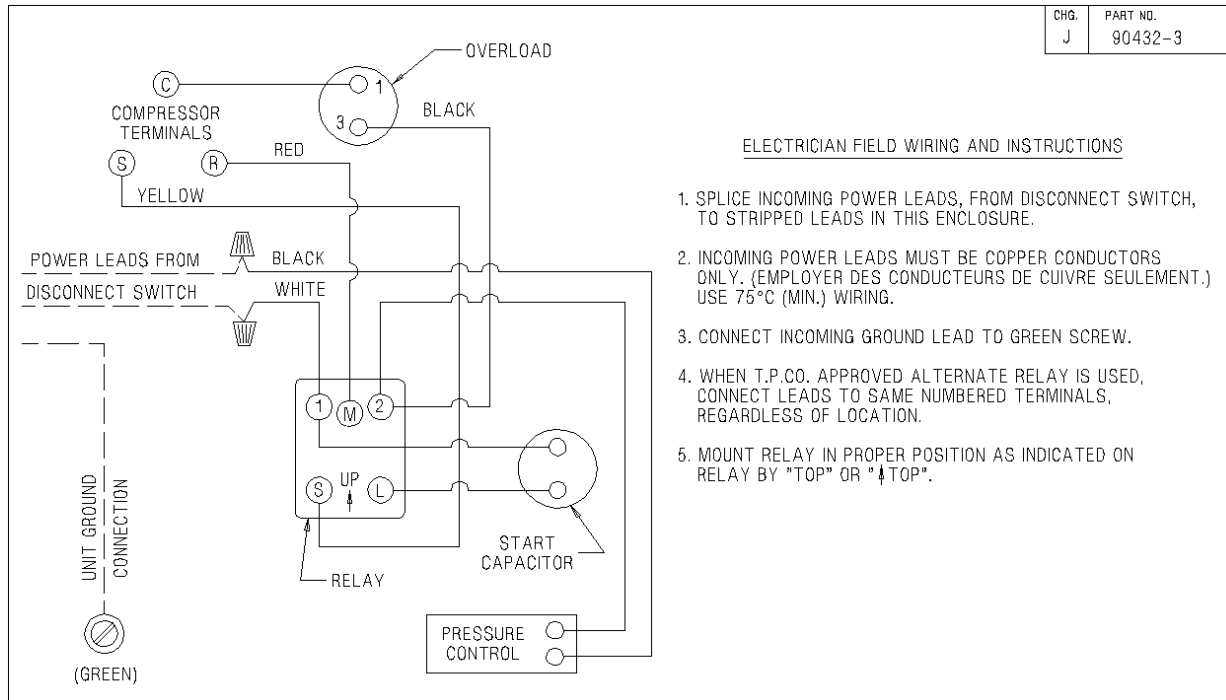 CHG.
PART NO.
J
90432-3
OVERLOAD
C
1
COMPRESSOR
TERMINALS
3
BLACK
S
R
RED
YELLOW
ELECTRICIAN FIELD WIRING AND INSTRUCTIONS
1. SPLICE INCOMING POWER LEADS, FROM DISCONNECT SWITCH,
TO STRIPPED LEADS IN THIS ENCLOSURE.
2. INCOMING POWER LEADS MUST BE COPPER CONDUCTORS
ONLY. (EMPLOYER DES CONDUCTEURS DE CUIVRE SEULEMENT.)
USE 75°C (MIN.) WIRING.
3. CONNECT INCOMING GROUND LEAD TO GREEN SCREW.
4. WHEN T.P.CO. APPROVED ALTERNATE RELAY IS USED,
CONNECT LEADS TO SAME NUMBERED TERMINALS,
REGARDLESS OF LOCATION.
5. MOUNT RELAY IN PROPER POSITION AS INDICATED ON
RELAY BY "TOP" OR "⬆TOP".
POWER LEADS FROM
DISCONNECT SWITCH
BLACK
WHITE
1
M
2
S
UP
L
RELAY
START
CAPACITOR
UNIT GROUND
CONNECTION
(GREEN)
PRESSURE
CONTROL